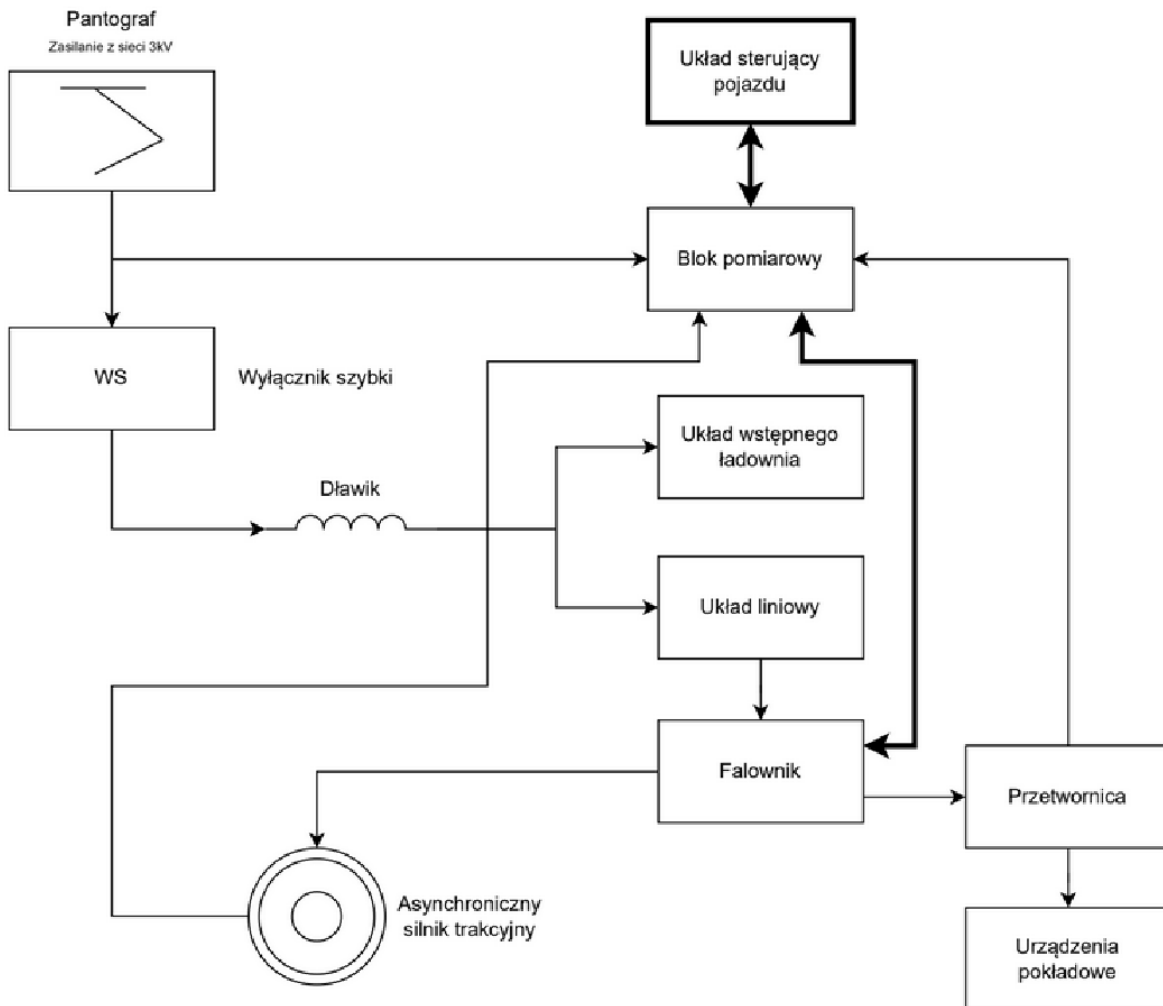 Pantograf
Zasilanie z sieci 3kV
Układ sterujący
pojazdu
Blok pomiarowy
WS
Wyłącznik szybki
Układ wstępnego
ładownia
Dławik
Układ liniowy
Falownik
Przetwornica
Asynchroniczny
silnik trakcyjny
Urządzenia
pokładowe